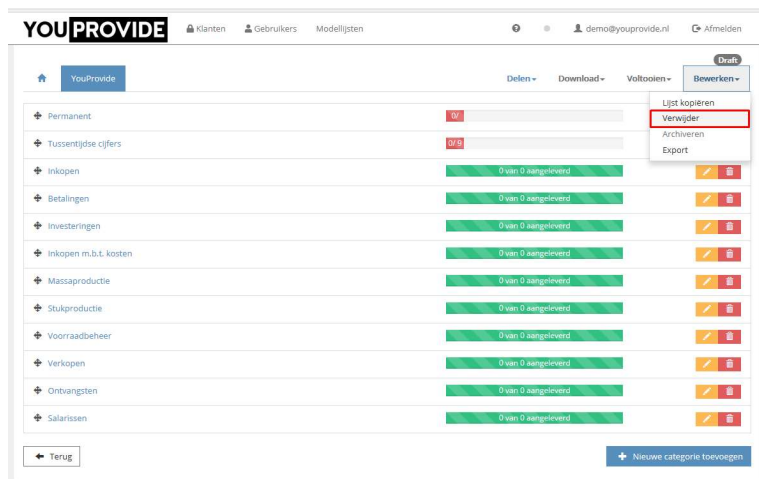 YOUPROVIDE Klanten Gebruikers Modellijsten demo@youprovide.nl Afmelden
Draft
YouProvide Delen Download Voltooien Bewerken
Lijst kopiëren
Verwijder
Archiveren
Export
Permanent 0/
Tussentijdse cijfers 0/9
Inkopen 0 van 0 aangeleverd
Betalingen 0 van 0 aangeleverd
Investeringen 0 van 0 aangeleverd
Inkopen m.b.t. kosten 0 van 0 aangeleverd
Massaproductie 0 van 0 aangeleverd
Stukproductie 0 van 0 aangeleverd
Voorraadbeheer 0 van 0 aangeleverd
Verkopen 0 van 0 aangeleverd
Ontvangsten 0 van 0 aangeleverd
Salarissen 0 van 0 aangeleverd
Terug Nieuwe categorie toevoegen